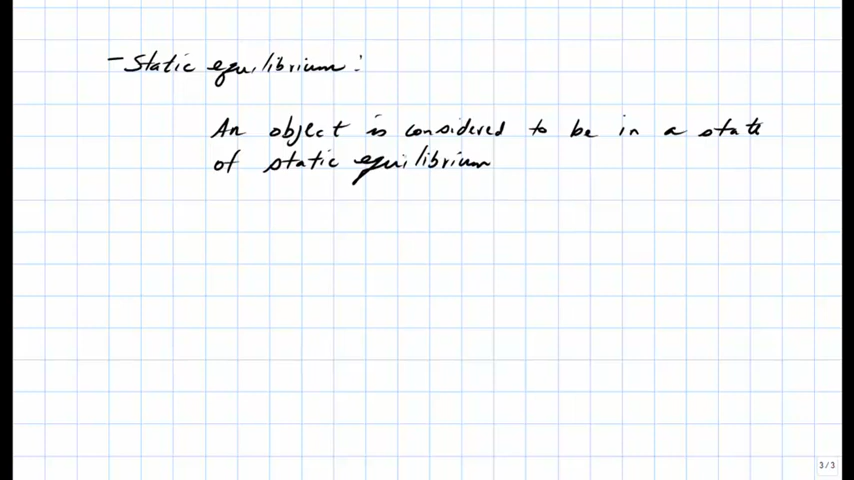 - Static equilibrium:
An object is considered to be in a state
of static equilibrium
3/3